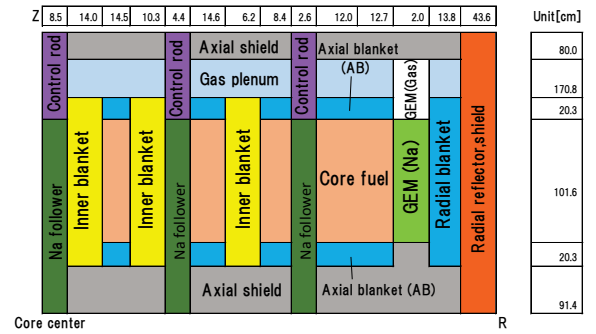 Z 8.5 14.0 14.5 10.3 4.4 14.6 6.2 8.4 2.6 12.0 12.7 2.0 13.8 43.6 Unit[cm]
Control rod
Control rod
Control rod
Axial shield
Axial blanket
(AB)
GEM(Gas)
80.0
Gas plenum
170.8
20.3
Na follower
Inner blanket
Inner blanket
Na follower
Inner blanket
Na follower
Core fuel
GEM (Na)
Radial blanket
Radial reflector,shield
101.6
20.3
Axial shield
Axial blanket (AB)
91.4
Core center
R